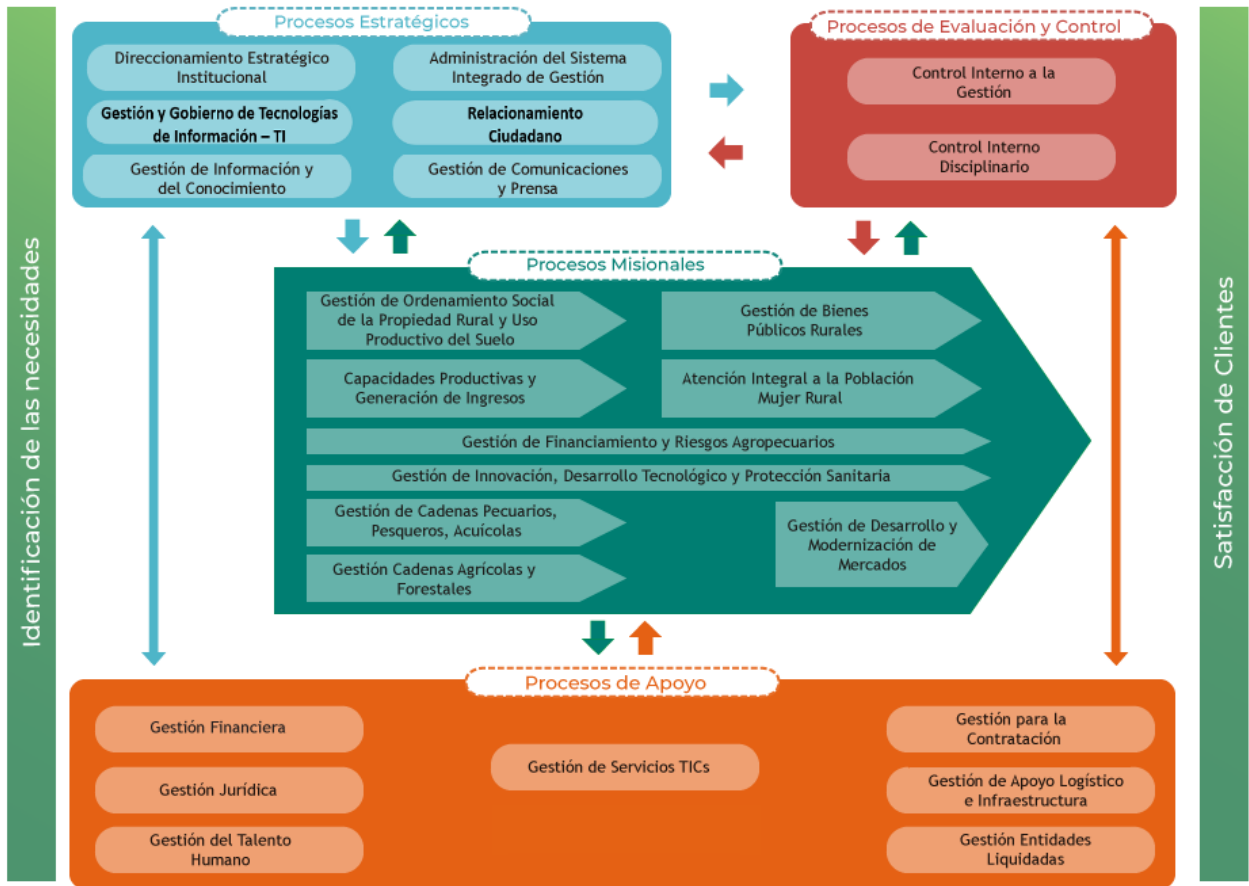 Identificación de las necesidades
Procesos Estratégicos
Direccionamiento Estratégico
Institucional
Administración del Sistema
Integrado de Gestión
Gestión y Gobierno de Tecnologías
de Información – TI
Relacionamiento
Ciudadano
Gestión de Información y
del Conocimiento
Gestión de Comunicaciones
y Prensa
Procesos de Evaluación y Control
Control Interno a la
Gestión
Control Interno
Disciplinario
Procesos Misionales
Gestión de Ordenamiento Social
de la Propiedad Rural y Uso
Productivo del Suelo
Gestión de Bienes
Públicos Rurales
Capacidades Productivas y
Generación de Ingresos
Atención Integral a la Población
Mujer Rural
Gestión de Financiamiento y Riesgos Agropecuarios
Gestión de Innovación, Desarrollo Tecnológico y Protección Sanitaria
Gestión de Cadenas Pecuarios,
Pesqueros, Acuícolas
Gestión Cadenas Agrícolas y
Forestales
Gestión de Desarrollo y
Modernización de
Mercados
Procesos de Apoyo
Gestión Financiera
Gestión Jurídica
Gestión del Talento
Humano
Gestión de Servicios TICs
Gestión para la
Contratación
Gestión de Apoyo Logístico
e Infraestructura
Gestión Entidades
Liquidadas
Satisfacción de Clientes